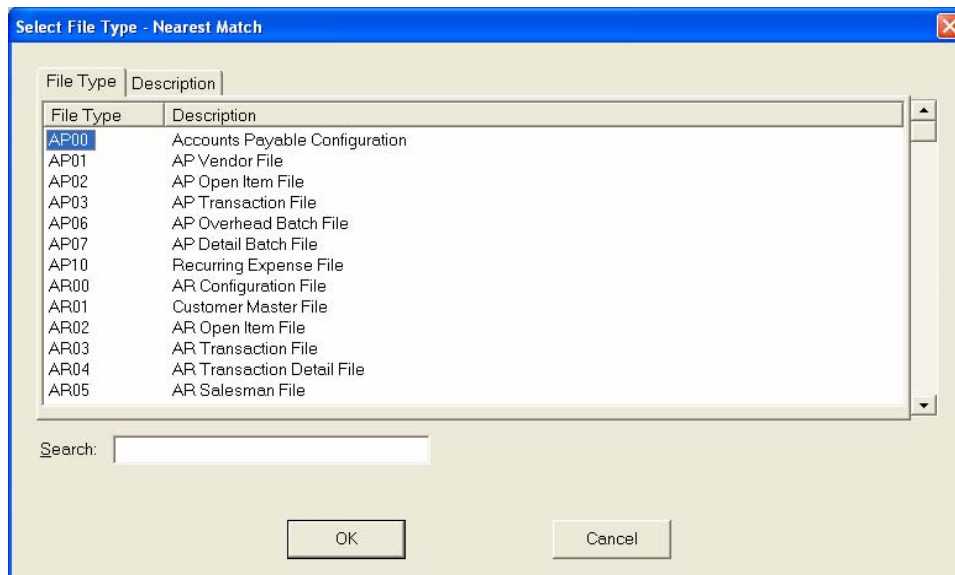 Select File Type - Nearest Match
File Type Description
File Type Description
AP00 Accounts Payable Configuration
AP01 AP Vendor File
AP02 AP Open Item File
AP03 AP Transaction File
AP06 AP Overhead Batch File
AP07 AP Detail Batch File
AP10 Recurring Expense File
AR00 AR Configuration File
AR01 Customer Master File
AR02 AR Open Item File
AR03 AR Transaction File
AR04 AR Transaction Detail File
AR05 AR Salesman File
Search:
OK Cancel